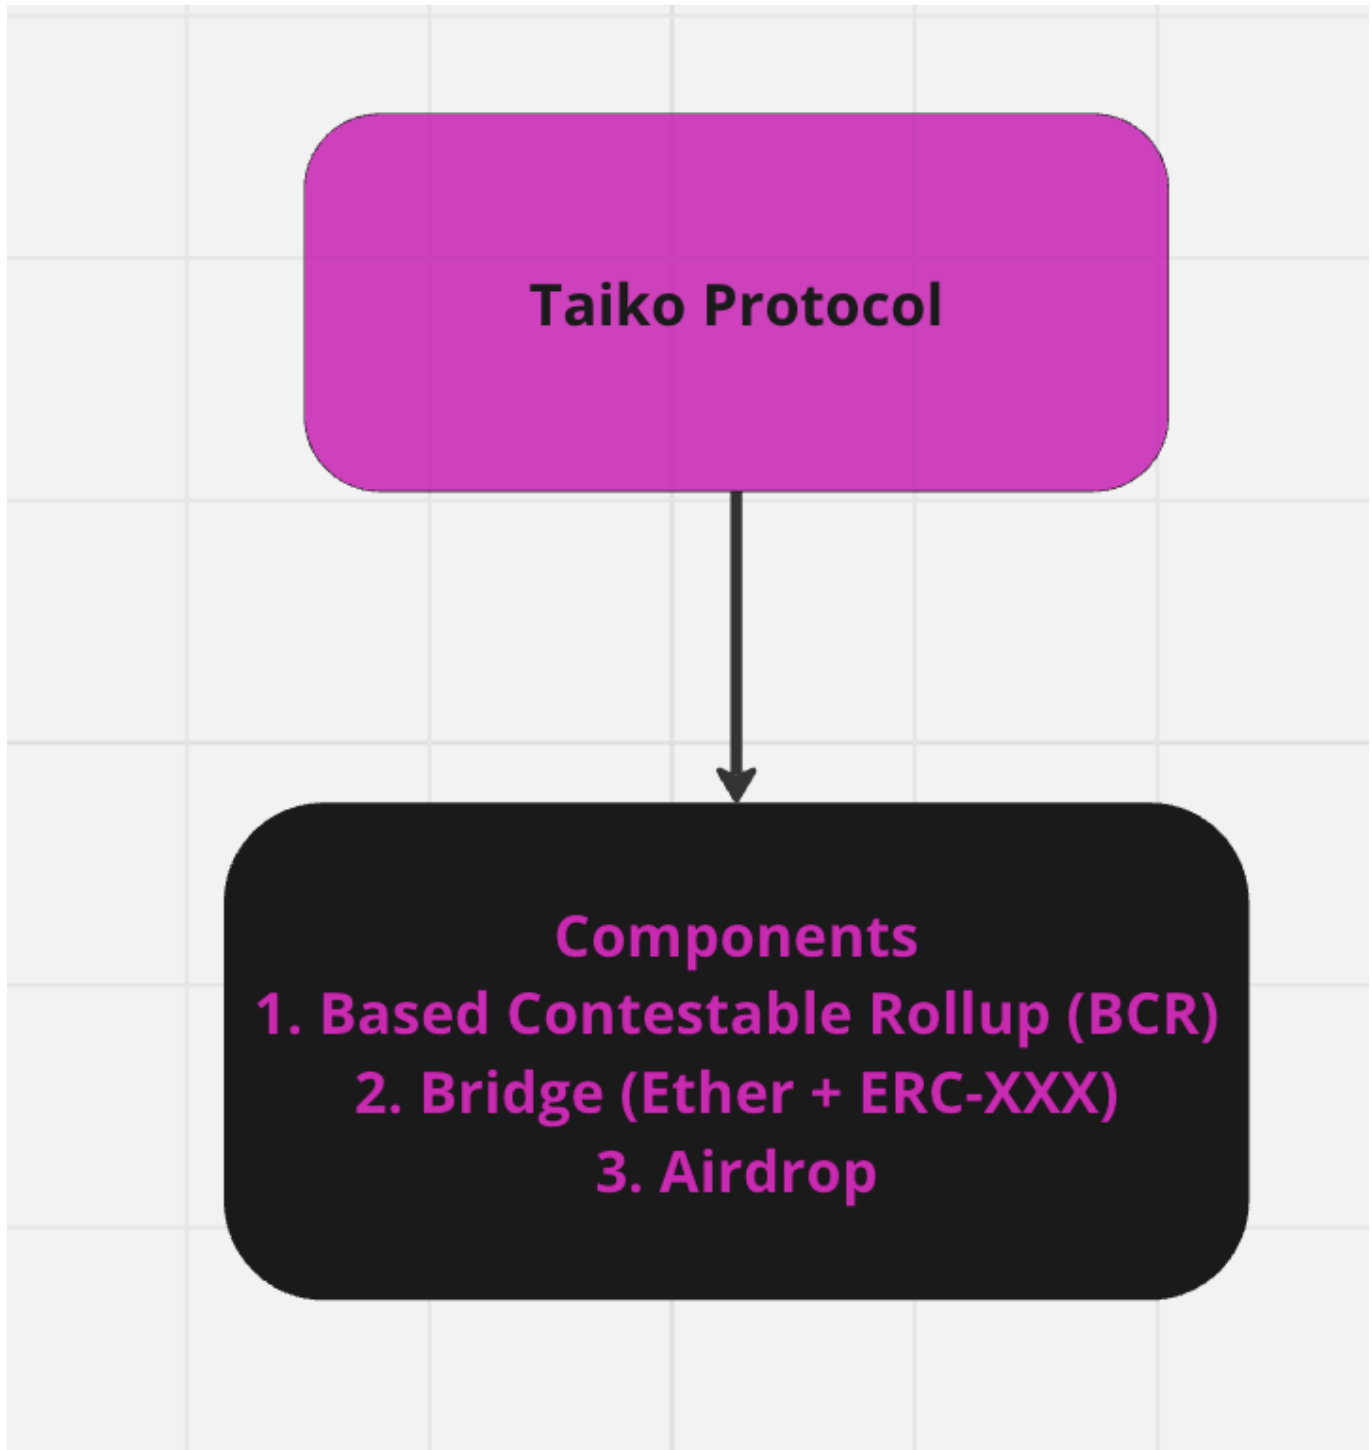 Taiko Protocol
Components
1. Based Contestable Rollup (BCR)
2. Bridge (Ether + ERC-XXX)
3. Airdrop